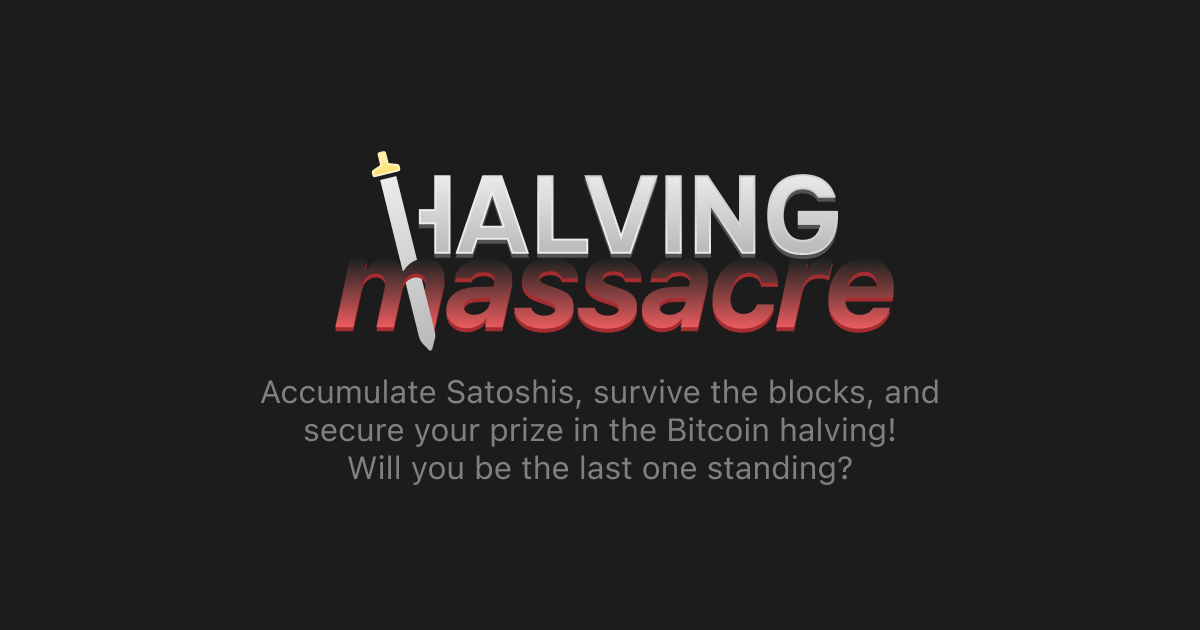 HALVING
massacre
Accumulate Satoshis, survive the blocks, and
secure your prize in the Bitcoin halving!
Will you be the last one standing?